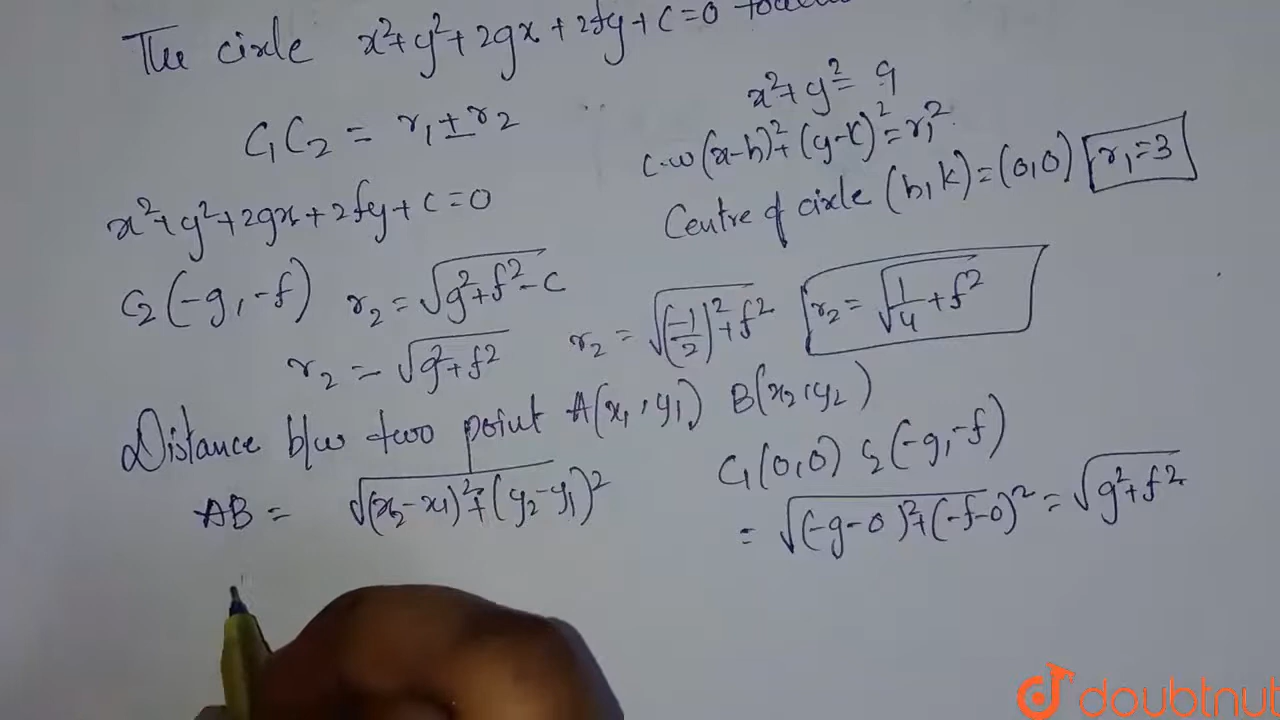 The circle x²+y²+2gx+2fy+c=0
C₁C₂ = r₁±r₂
x²+y²+2gx+2fy+c=0
C₂(-g,-f) r₂=√g²+f²-c
r₂=√g²+f²
x²+y²=9
C.w(x-h)²+(y-k)²=r₁²
Centre of circle (h,k)=(0,0) r₁=3
r₂=√(-1/2)²+f² r₂=√1/4+f²
Distance b/w two point A(x₁,y₁) B(x₂,y₂)
AB = √(x₂-x₁)²+(y₂-y₁)²
C₁(0,0) C₂(-g,-f)
=√(-g-0)²+(-f-0)²=√g²+f²
doubtnut